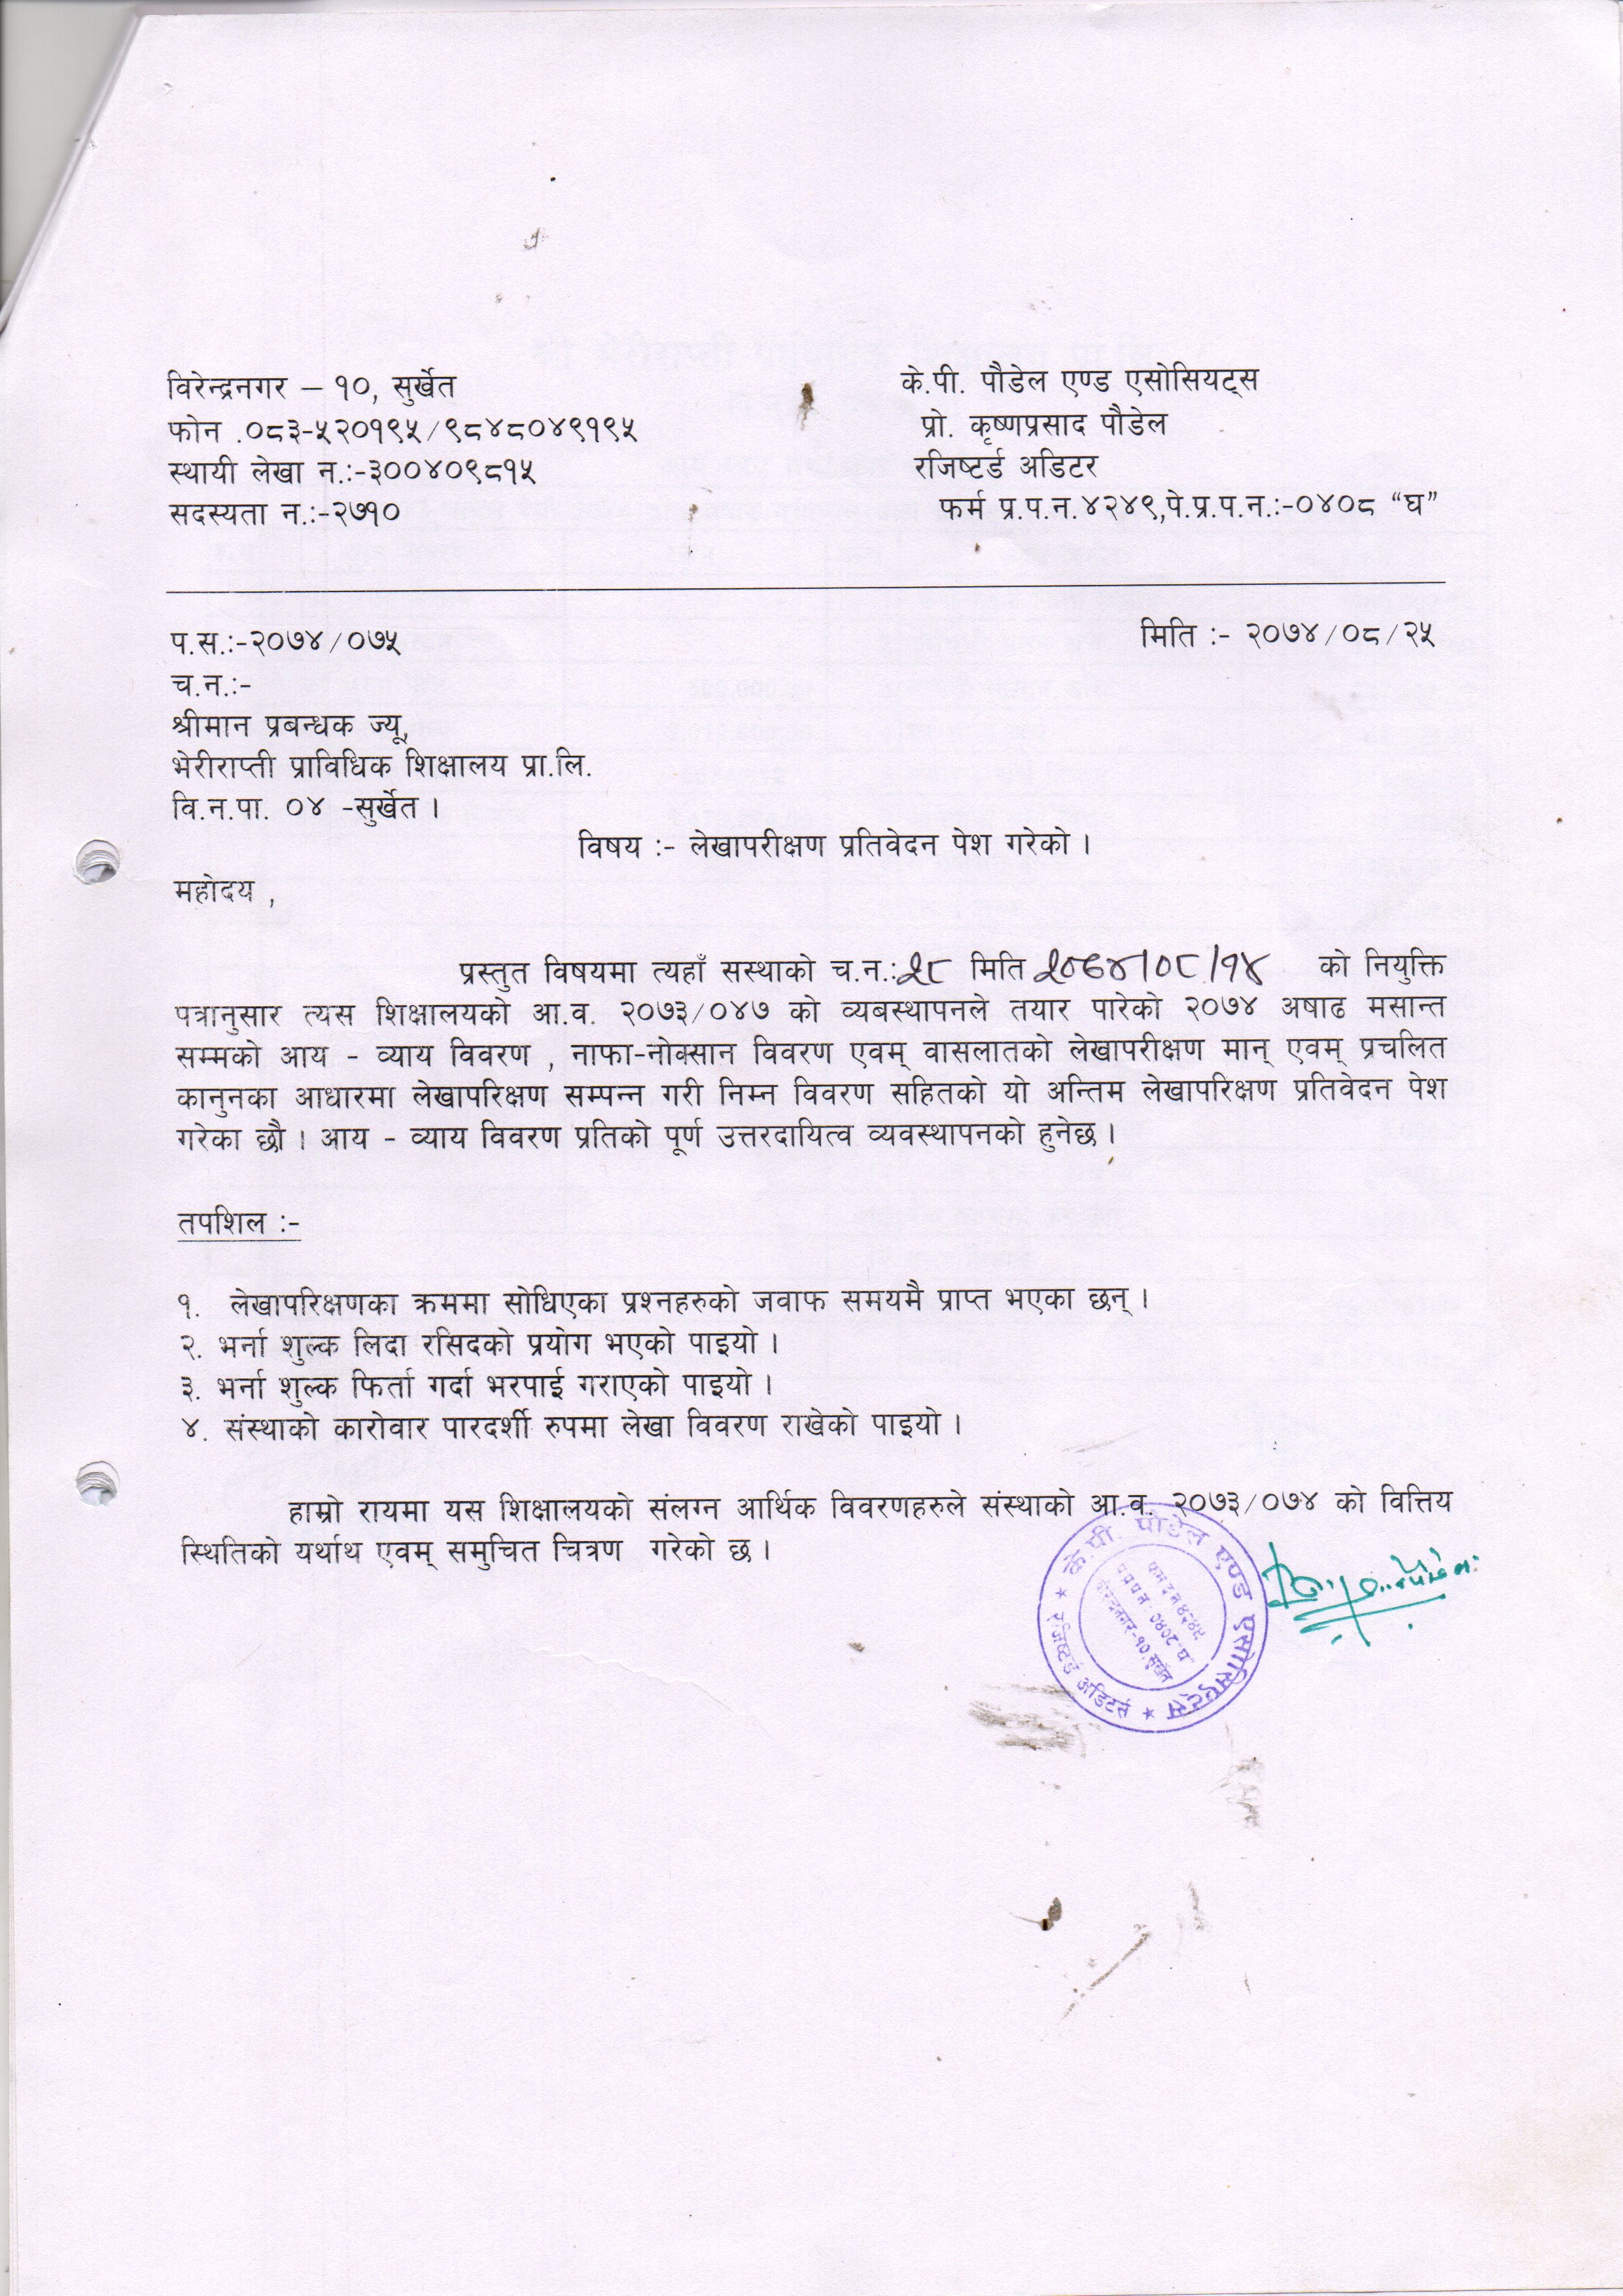 विरेन्द्रनगर – १०, सुर्खेत
के.पी. पौडेल एण्ड एसोसियट्स
फोन .०८३-५२०१९५/९८४८०४९१९५
प्रो. कृष्णप्रसाद पौडेल
स्थायी लेखा न.:-३००४०९८१५
रजिष्टर्ड अडिटर
सदस्यता न.:-२७१०
फर्म प्र.प.न.४२४९,पे.प्र.प.न.:-०४०८ “घ”
प.स.:-२०७४/०७५
मिति :- २०७४/०८/२५
च.न.:-
श्रीमान प्रबन्धक ज्यू,
भेरीराप्ती प्राविधिक शिक्षालय प्रा.लि.
वि.न.पा. ०४ -सुर्खेत ।
विषय :- लेखापरीक्षण प्रतिवेदन पेश गरेको ।
महोदय ,
प्रस्तुत विषयमा त्यहाँ सस्थाको च.न.:२८ मिति २०७४/०८/१४ को नियुक्ति
पत्रानुसार त्यस शिक्षालयको आ.व. २०७३/०४७ को व्यबस्थापनले तयार पारेको २०७४ अषाढ मसान्त
सम्मको आय - व्याय विवरण , नाफा-नोक्सान विवरण एवम् वासलातको लेखापरीक्षण मान् एवम् प्रचलित
कानुनका आधारमा लेखापरिक्षण सम्पन्न गरी निम्न विवरण सहितको यो अन्तिम लेखापरिक्षण प्रतिवेदन पेश
गरेका छौ । आय - व्याय विवरण प्रतिको पूर्ण उत्तरदायित्व व्यवस्थापनको हुनेछ ।
तपशिल :-
१. लेखापरिक्षणका क्रममा सोधिएका प्रश्नहरुको जवाफ समयमै प्राप्त भएका छन् ।
२. भर्ना शुल्क लिदा रसिदको प्रयोग भएको पाइयो ।
३. भर्ना शुल्क फिर्ता गर्दा भरपाई गराएको पाइयो ।
४. संस्थाको कारोवार पारदर्शी रुपमा लेखा विवरण राखेको पाइयो ।
हाम्रो रायमा यस शिक्षालयको संलग्न आर्थिक विवरणहरुले संस्थाको आ.व. २०७३/०७४ को वित्तिय
स्थितिको यर्थाथ एवम् समुचित चित्रण गरेको छ ।
के.पी. पौडेल एण्ड एसोसिएट्स
रजिष्टर्ड अडिटर्स